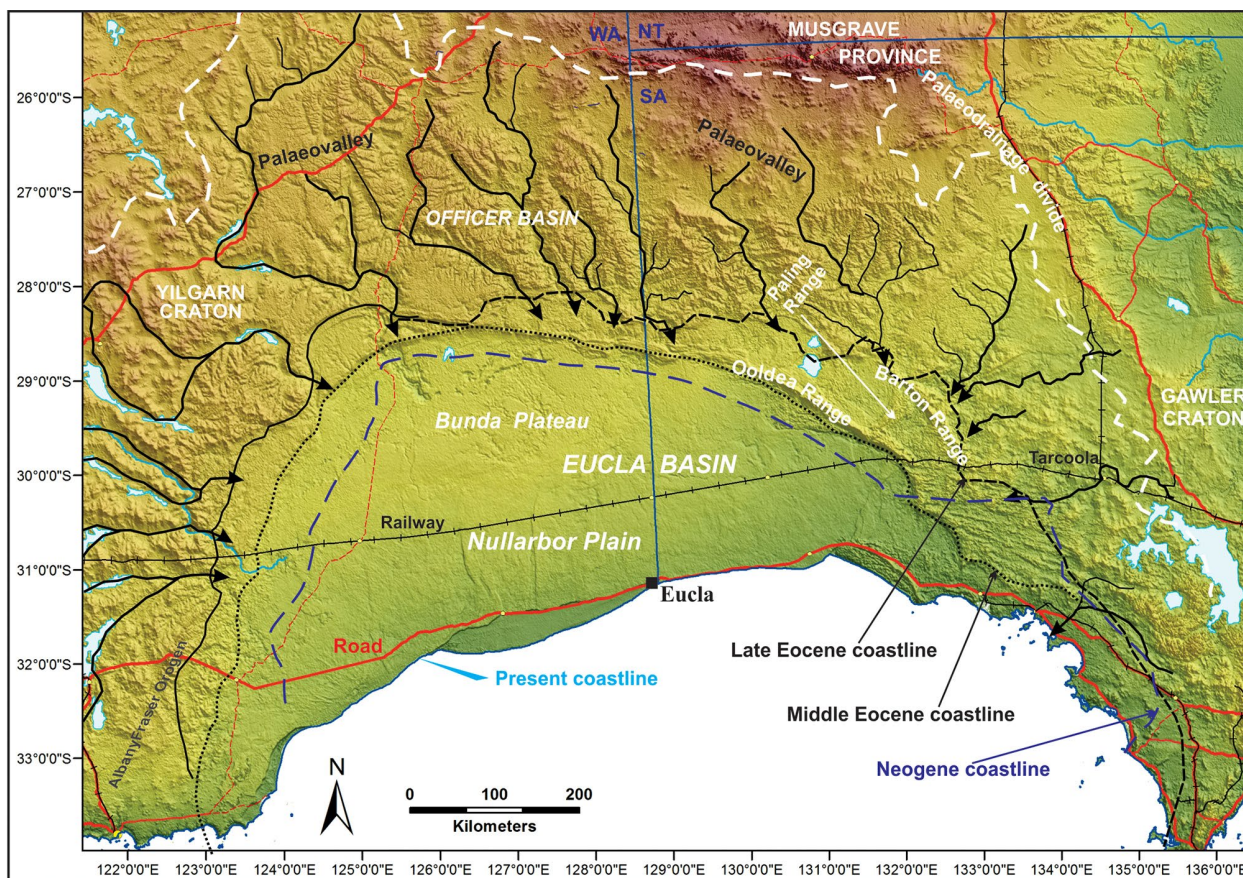 WA NT
MUSGRAVE
PROVINCE
SA
26°0'0"S
27°0'0"S
28°0'0"S
29°0'0"S
30°0'0"S
31°0'0"S
32°0'0"S
33°0'0"S
Palaeovalley
Palaeovalley
Palaeodrainage divide
OFFICER BASIN
YILGARN
CRATON
Paling
Range
Ooldea Range
Barton Range
GAWLER
CRATON
Bunda Plateau
EUCLA BASIN
Tarcoola
Railway
Nullarbor Plain
Eucla
Road
Present coastline
AlbanyFraser Orogen
Late Eocene coastline
Middle Eocene coastline
Neogene coastline
N
0 100 200
Kilometers
122°0'0"E 123°0'0"E 124°0'0"E 125°0'0"E 126°0'0"E 127°0'0"E 128°0'0"E 129°0'0"E 130°0'0"E 131°0'0"E 132°0'0"E 133°0'0"E 134°0'0"E 135°0'0"E 136°0'0"E